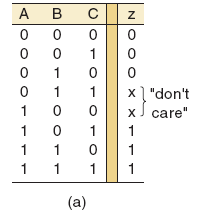 A B C z
0 0 0 0
0 0 1 0
0 1 0 0
0 1 1 x "don't
1 0 0 x care"
1 0 1 1
1 1 0 1
1 1 1 1
(a)